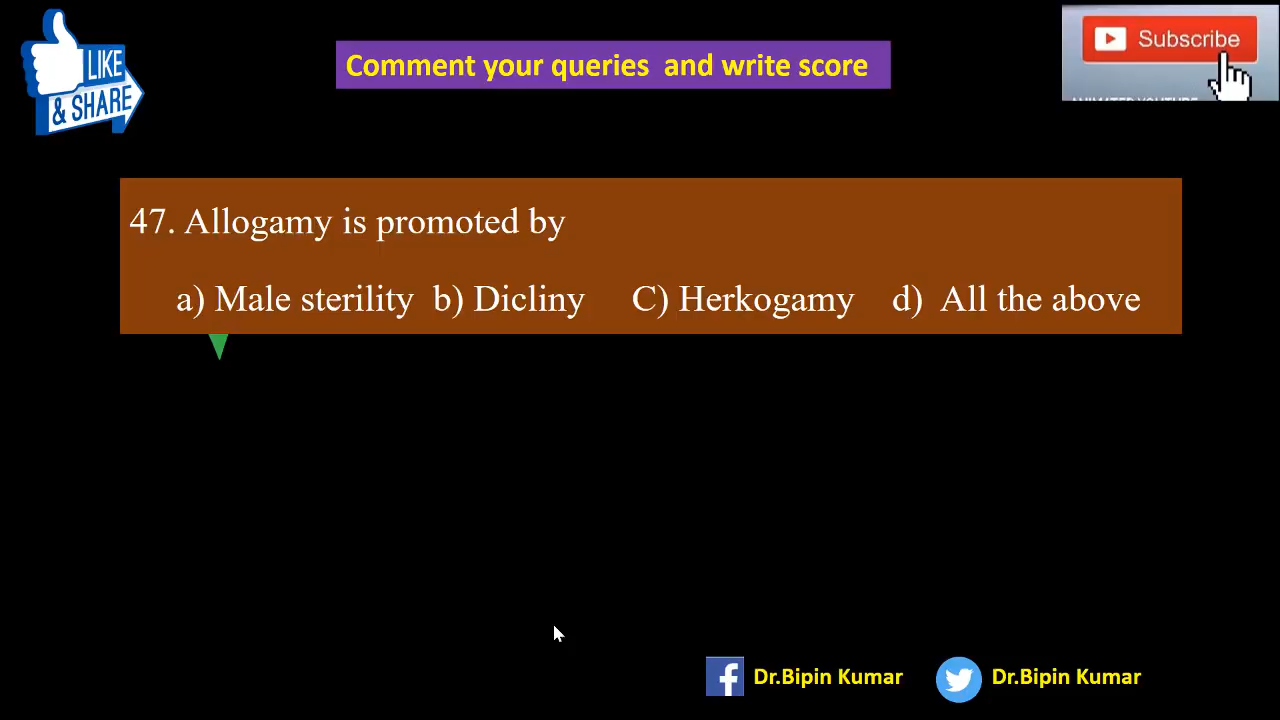 LIKE
& SHARE
Comment your queries and write score
Subscribe
47. Allogamy is promoted by
a) Male sterility b) Dicliny C) Herkogamy d) All the above
Dr.Bipin Kumar Dr.Bipin Kumar